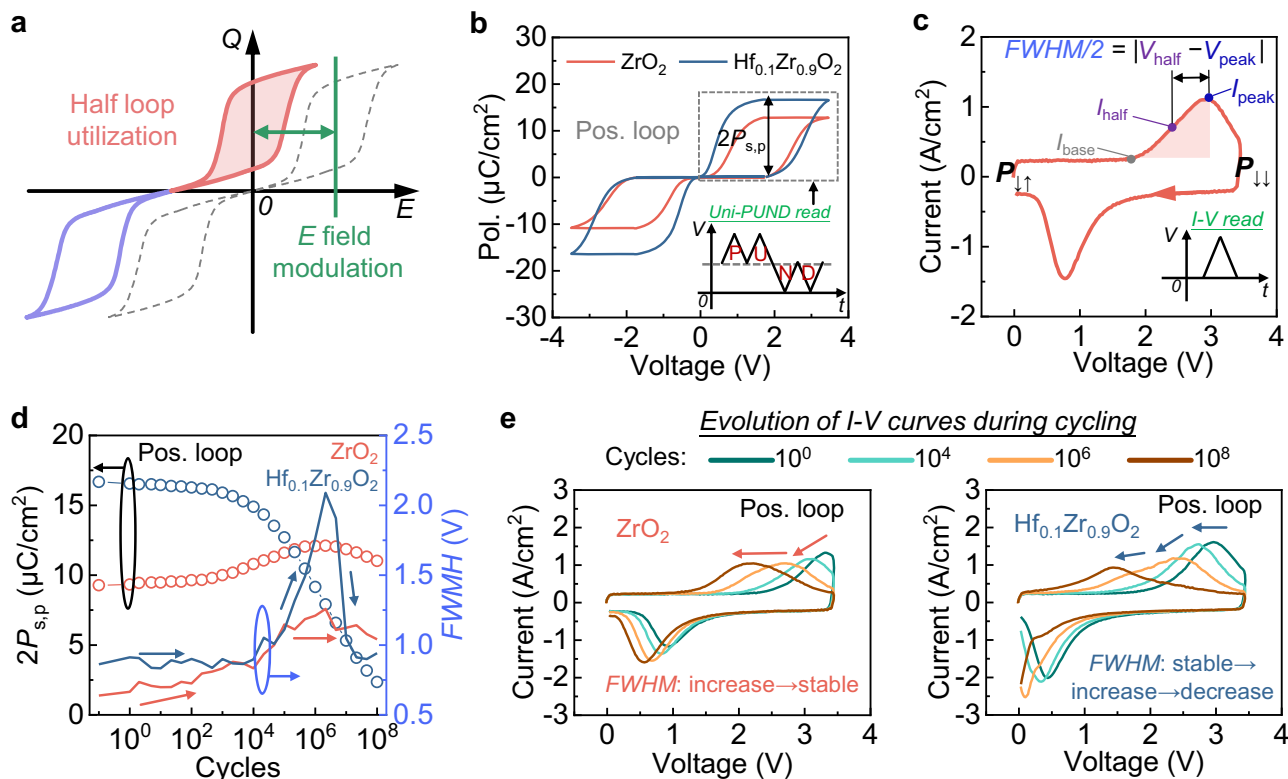 a
Q
Half loop
utilization
0
E
E field
modulation
b
Pol. (µC/cm²)
30
20
10
0
-10
-20
-30
ZrO₂
Hf₀.₁Zr₀.₉O₂
Pos. loop
2Pₛ,ₚ
Uni-PUND read
V
P U
N D
0
t
-4 -2 0 2 4
Voltage (V)
c
Current (A/cm²)
2
1
0
-1
-2
FWHM/2 = |V_half −V_peak|
I_peak
I_half
I_base
P↓↑
P↓↓
I-V read
V
0
t
0 1 2 3 4
Voltage (V)
d
2Pₛ,ₚ (µC/cm²)
20
15
10
5
0
Pos. loop
ZrO₂
Hf₀.₁Zr₀.₉O₂
2.5
2.0
1.5
1.0
0.5
FWMH (V)
10⁰ 10² 10⁴ 10⁶ 10⁸
Cycles
e
Evolution of I-V curves during cycling
Cycles: 10⁰ 10⁴ 10⁶ 10⁸
Current (A/cm²)
3
2
1
0
-1
-2
-3
Pos. loop
ZrO₂
FWHM: increase→stable
0 1 2 3 4
Voltage (V)
Current (A/cm²)
3
2
1
0
-1
-2
-3
Pos. loop
Hf₀.₁Zr₀.₉O₂
FWHM: stable→
increase→decrease
0 1 2 3 4
Voltage (V)